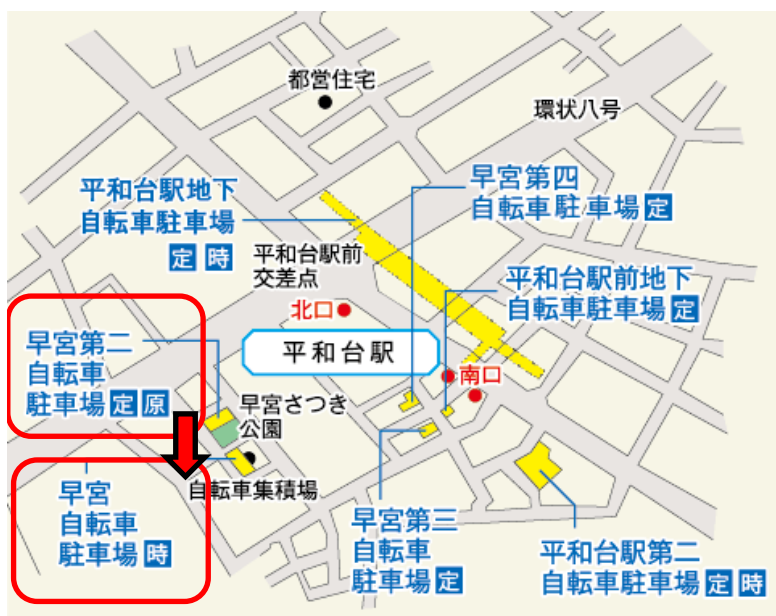 都営住宅
環状八号
平和台駅地下
自転車駐車場
定 時
早宮第四
自転車駐車場 定
平和台駅前
交差点
平和台駅前地下
自転車駐車場 定
北口
平和台駅
南口
早宮第二
自転車
駐車場 定 原
早宮さつき
公園
自転車集積場
早宮
自転車
駐車場 時
早宮第三
自転車
駐車場 定
平和台駅第二
自転車駐車場 定 時